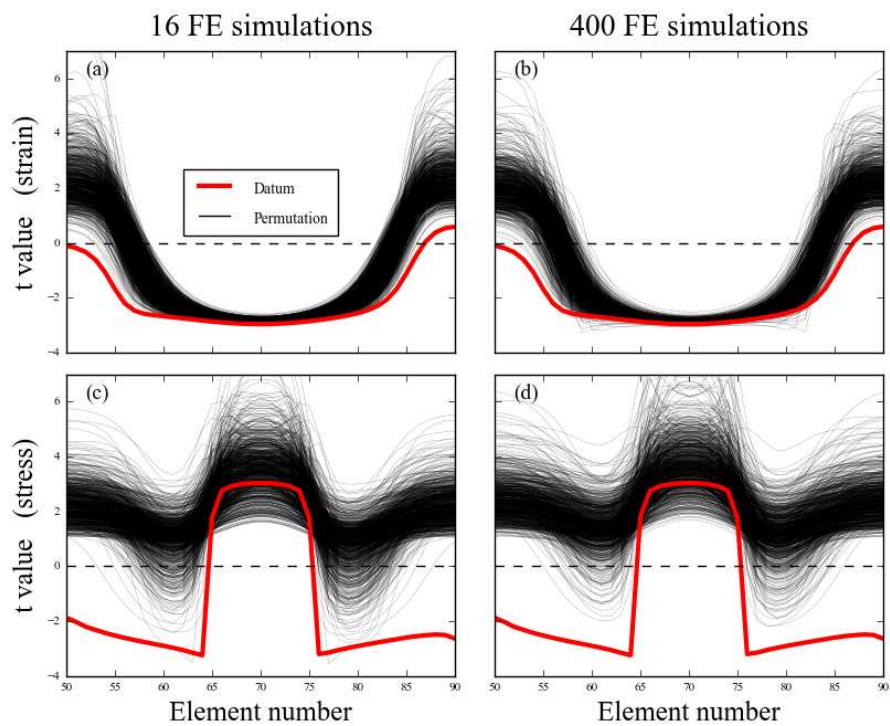 16 FE simulations
400 FE simulations
(a)
(b)
t value (strain)
6
4
2
0
−2
−4
Datum
Permutation
(c)
(d)
t value (stress)
6
4
2
0
−2
−4
50 55 60 65 70 75 80 85 90
50 55 60 65 70 75 80 85 90
Element number
Element number